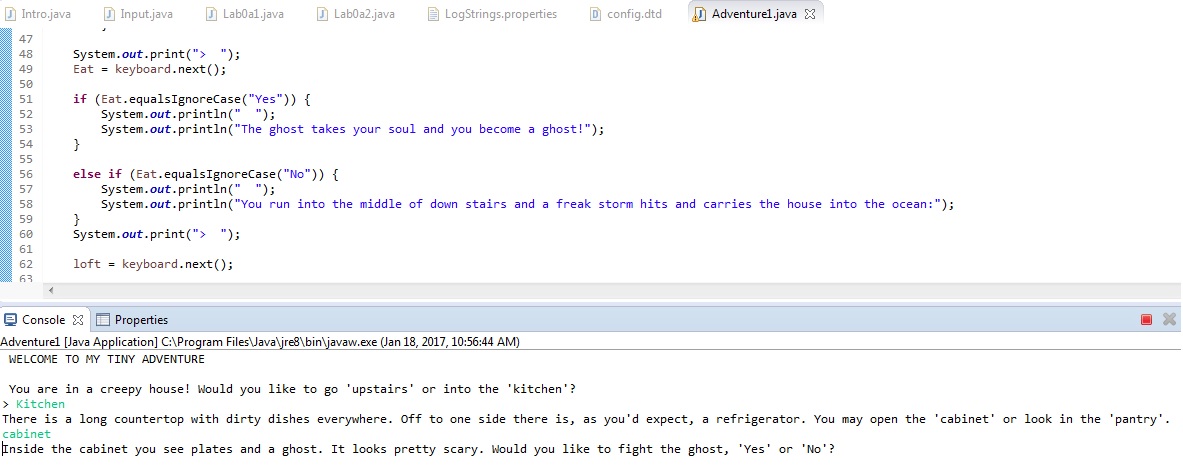 Intro.java Input.java Lab0a1.java Lab0a2.java LogStrings.properties config.dtd Adventure1.java
47 }
48 System.out.print(">  ");
49 Eat = keyboard.next();
50
51 if (Eat.equalsIgnoreCase("Yes")) {
52 System.out.println("  ");
53 System.out.println("The ghost takes your soul and you become a ghost!");
54 }
55
56 else if (Eat.equalsIgnoreCase("No")) {
57 System.out.println("  ");
58 System.out.println("You run into the middle of down stairs and a freak storm hits and carries the house into the ocean:");
59 }
60 System.out.print(">  ");
61
62 loft = keyboard.next();
63
Console Properties
Adventure1 [Java Application] C:\Program Files\Java\jre8\bin\javaw.exe (Jan 18, 2017, 10:56:44 AM)
WELCOME TO MY TINY ADVENTURE
You are in a creepy house! Would you like to go 'upstairs' or into the 'kitchen'?
> Kitchen
There is a long countertop with dirty dishes everywhere. Off to one side there is, as you'd expect, a refrigerator. You may open the 'cabinet' or look in the 'pantry'.
cabinet
Inside the cabinet you see plates and a ghost. It looks pretty scary. Would you like to fight the ghost, 'Yes' or 'No'?